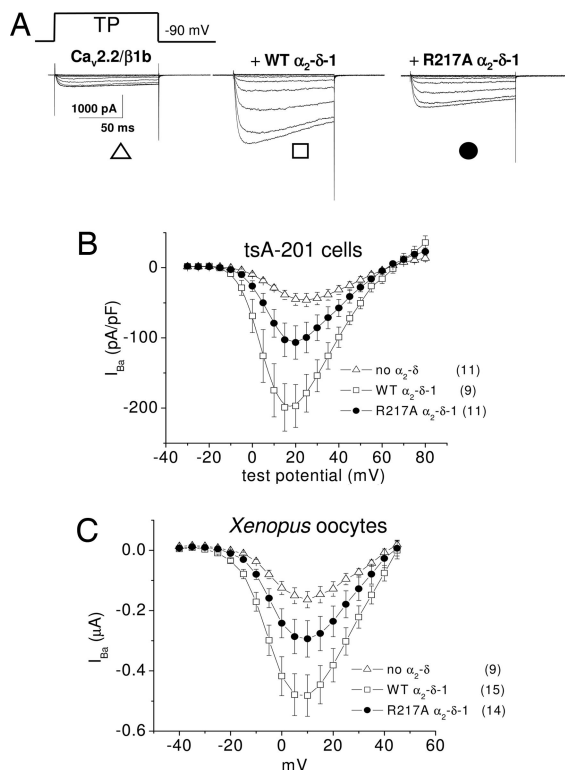 A
TP
-90 mV
Caᵥ2.2/β1b
+ WT α₂-δ-1
+ R217A α₂-δ-1
1000 pA
50 ms
B
tsA-201 cells
0
-100
-200
I_Ba (pA/pF)
no α₂-δ (11)
WT α₂-δ-1 (9)
R217A α₂-δ-1 (11)
-40 -20 0 20 40 60 80
test potential (mV)
C
Xenopus oocytes
0.0
-0.2
-0.4
-0.6
I_Ba (µA)
no α₂-δ (9)
WT α₂-δ-1 (15)
R217A α₂-δ-1 (14)
-40 -20 0 20 40 60
mV